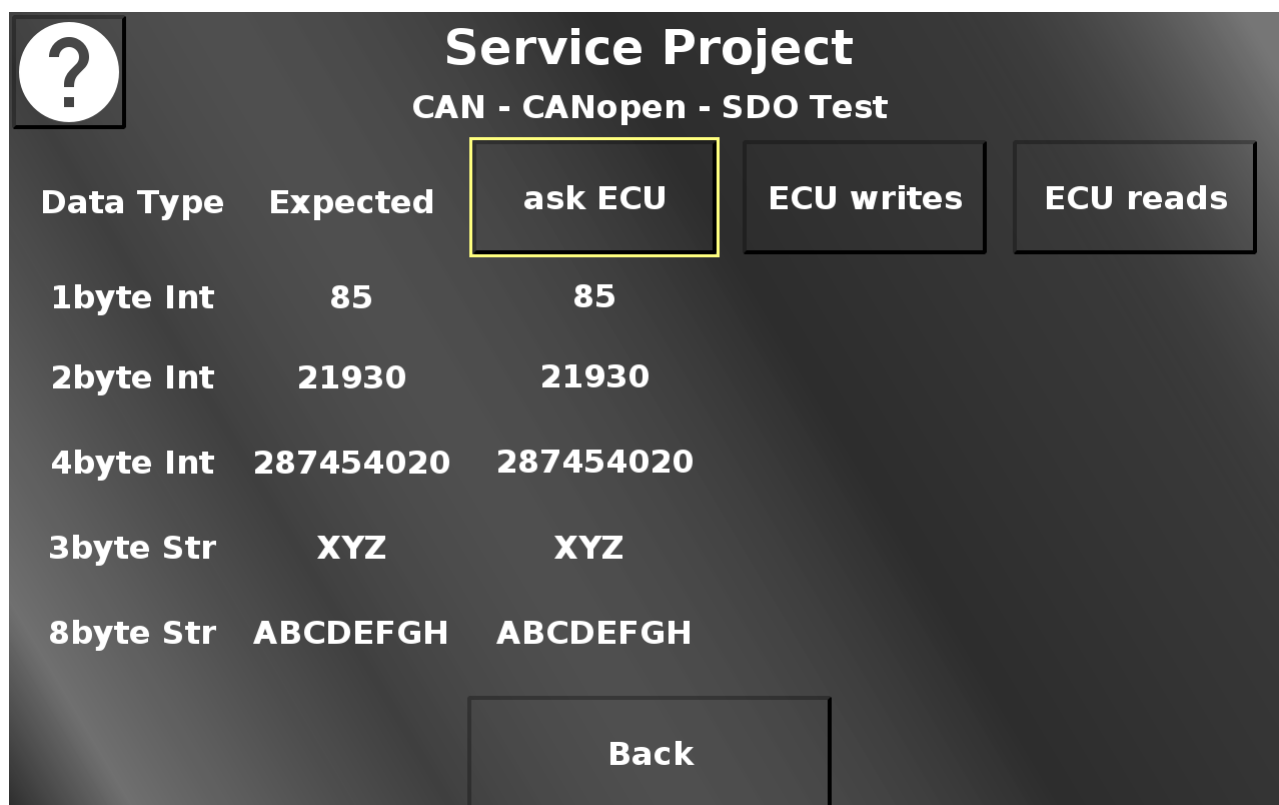 ?
Service Project
CAN - CANopen - SDO Test
Data Type Expected ask ECU ECU writes ECU reads
1byte Int 85 85
2byte Int 21930 21930
4byte Int 287454020 287454020
3byte Str XYZ XYZ
8byte Str ABCDEFGH ABCDEFGH
Back